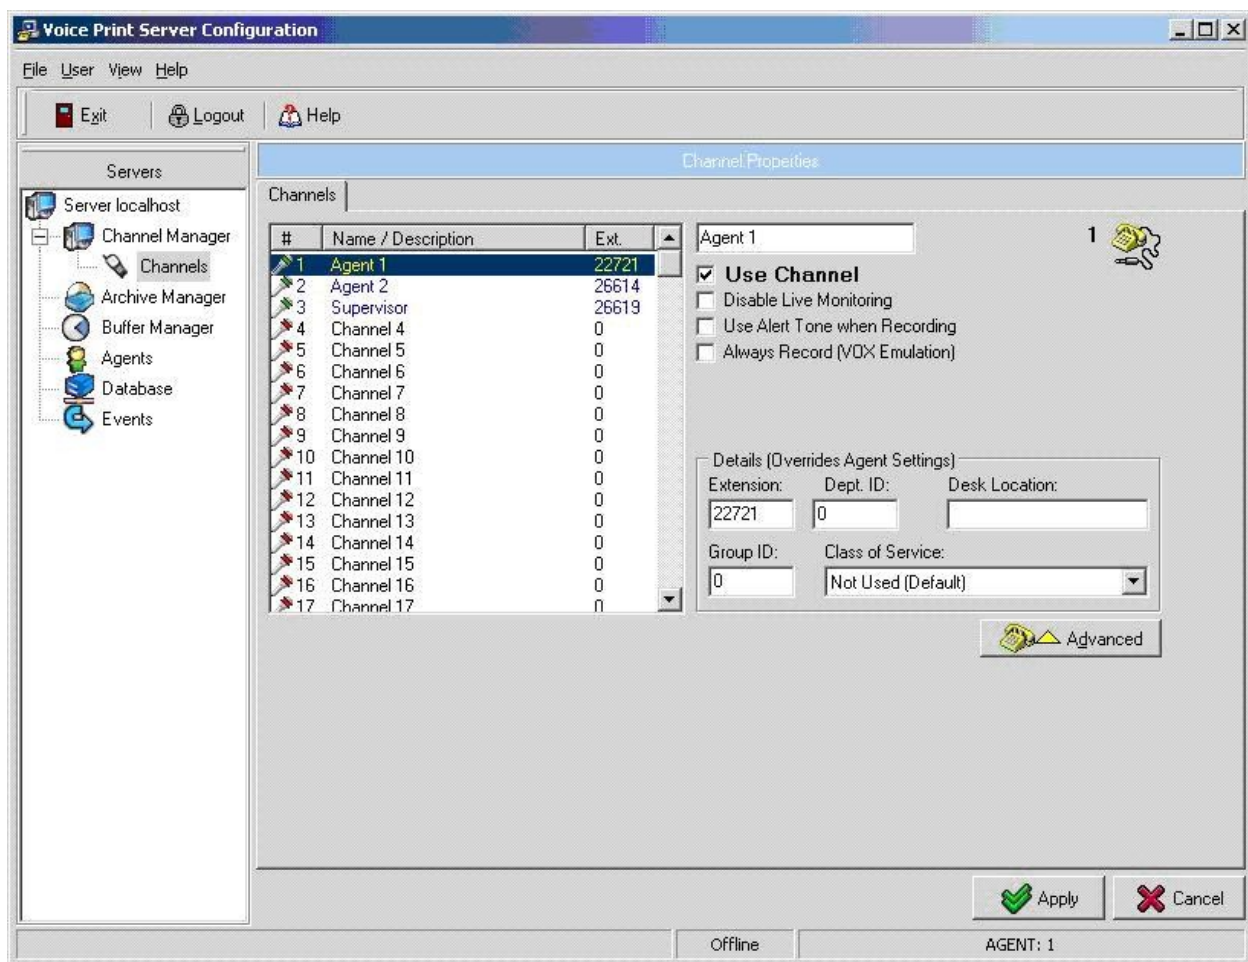 Voice Print Server Configuration
File User View Help
Exit Logout Help
Servers
Server localhost
Channel Manager
Channels
Archive Manager
Buffer Manager
Agents
Database
Events
Channel Properties
Channels
# Name / Description Ext.
1 Agent 1 22721
2 Agent 2 26614
3 Supervisor 26619
4 Channel 4 0
5 Channel 5 0
6 Channel 6 0
7 Channel 7 0
8 Channel 8 0
9 Channel 9 0
10 Channel 10 0
11 Channel 11 0
12 Channel 12 0
13 Channel 13 0
14 Channel 14 0
15 Channel 15 0
16 Channel 16 0
17 Channel 17 0
Agent 1
1
Use Channel
Disable Live Monitoring
Use Alert Tone when Recording
Always Record (VOX Emulation)
Details (Overrides Agent Settings)
Extension: Dept. ID: Desk Location:
22721 0
Group ID: Class of Service:
0 Not Used (Default)
Advanced
Apply Cancel
Offline AGENT: 1